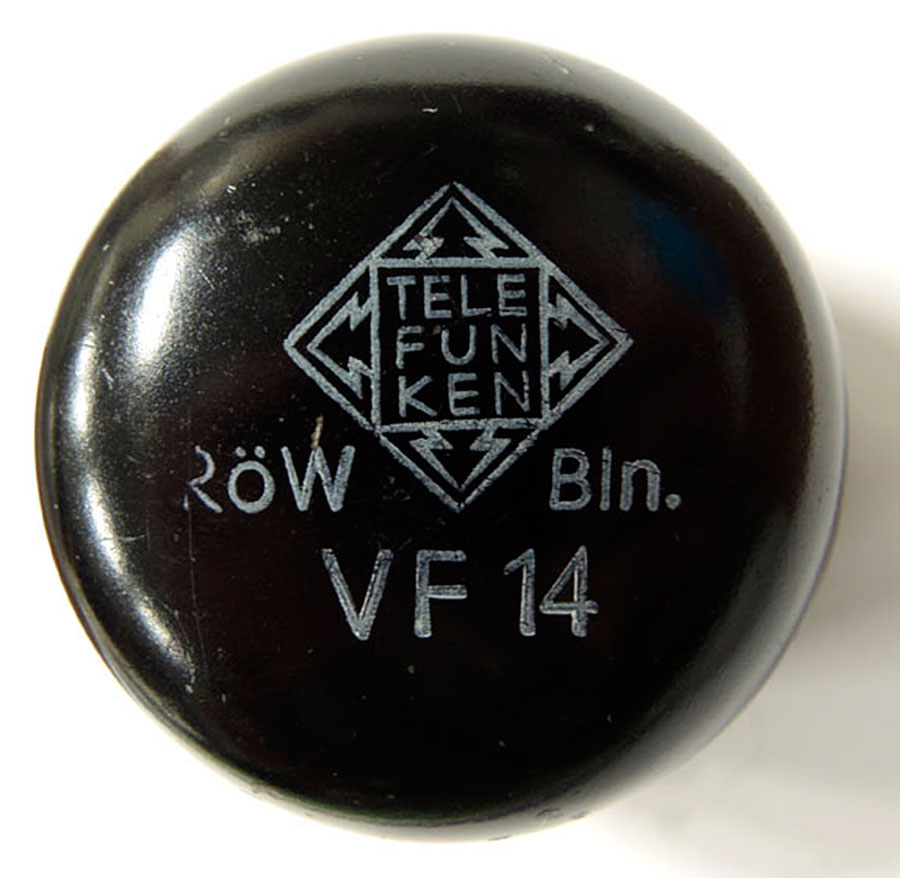 TELE
FUN
KEN
RöW Bln.
VF 14